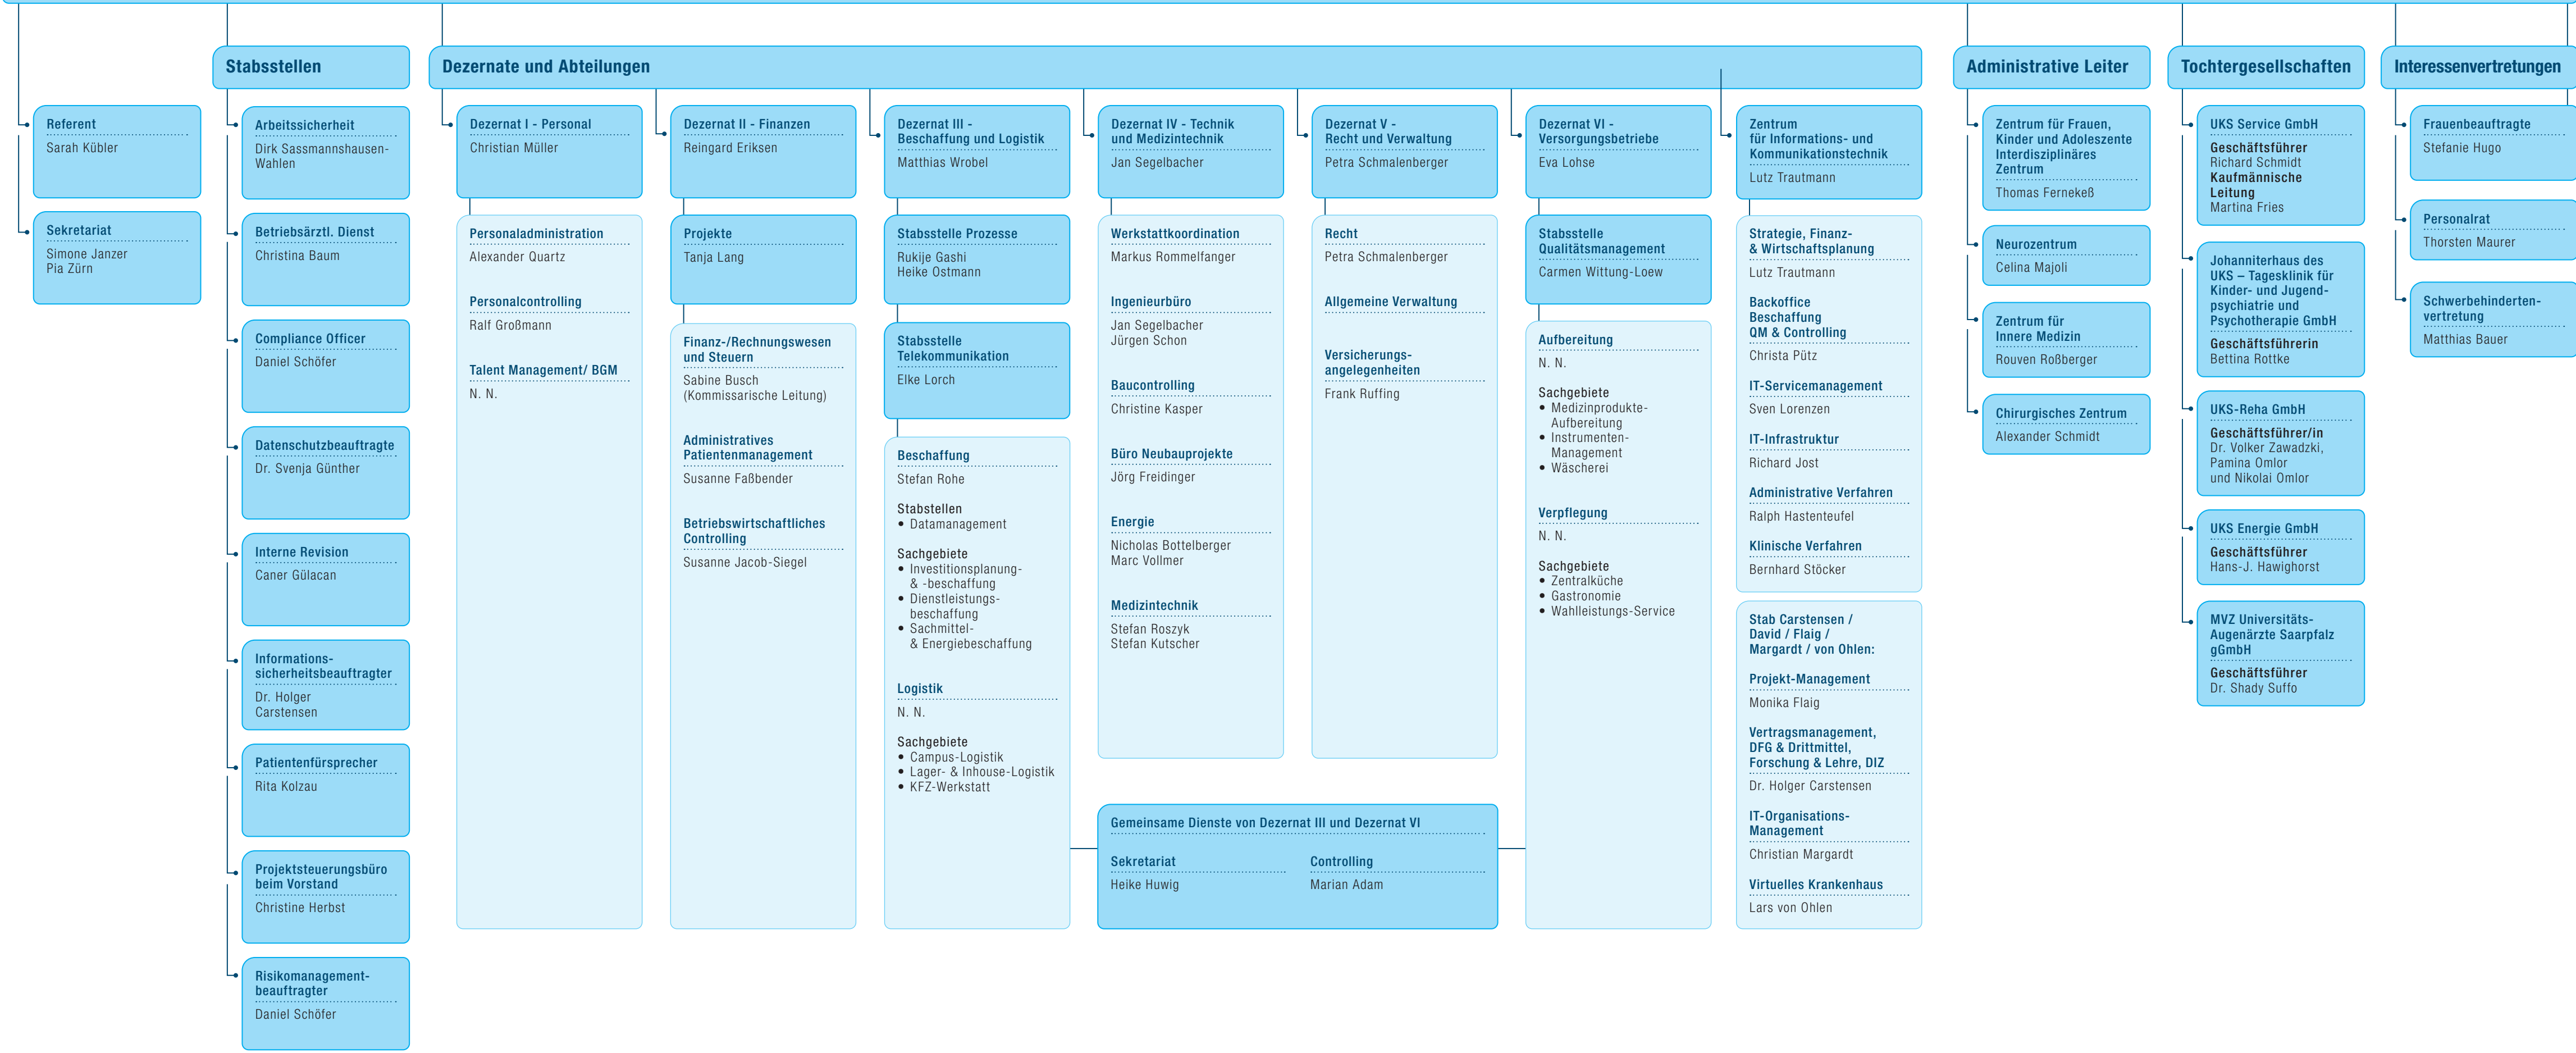 Referent
Sarah Kübler
Sekretariat
Simone Janzer
Pia Zürn
Stabsstellen
Arbeitssicherheit
Dirk Sassmannshausen-
Wahlen
Betriebsärztl. Dienst
Christina Baum
Compliance Officer
Daniel Schöfer
Datenschutzbeauftragte
Dr. Svenja Günther
Interne Revision
Caner Gülacan
Informations-
sicherheitsbeauftragter
Dr. Holger
Carstensen
Patientenfürsprecher
Rita Kolzau
Projektsteuerungsbüro
beim Vorstand
Christine Herbst
Risikomanagement-
beauftragter
Daniel Schöfer
Dezernate und Abteilungen
Dezernat I - Personal
Christian Müller
Personaladministration
Alexander Quartz
Personalcontrolling
Ralf Großmann
Talent Management/ BGM
N. N.
Dezernat II - Finanzen
Reingard Eriksen
Projekte
Tanja Lang
Finanz-/Rechnungswesen
und Steuern
Sabine Busch
(Kommissarische Leitung)
Administratives
Patientenmanagement
Susanne Faßbender
Betriebswirtschaftliches
Controlling
Susanne Jacob-Siegel
Dezernat III -
Beschaffung und Logistik
Matthias Wrobel
Stabsstelle Prozesse
Rukije Gashi
Heike Ostmann
Stabsstelle
Telekommunikation
Elke Lorch
Beschaffung
Stefan Rohe
Stabstellen
• Datamanagement
Sachgebiete
• Investitionsplanung-
& -beschaffung
• Dienstleistungs-
beschaffung
• Sachmittel-
& Energiebeschaffung
Logistik
N. N.
Sachgebiete
• Campus-Logistik
• Lager- & Inhouse-Logistik
• KFZ-Werkstatt
Dezernat IV - Technik
und Medizintechnik
Jan Segelbacher
Werkstattkoordination
Markus Rommelfanger
Ingenieurbüro
Jan Segelbacher
Jürgen Schon
Baucontrolling
Christine Kasper
Büro Neubauprojekte
Jörg Freidinger
Energie
Nicholas Bottelberger
Marc Vollmer
Medizintechnik
Stefan Roszyk
Stefan Kutscher
Dezernat V -
Recht und Verwaltung
Petra Schmalenberger
Recht
Petra Schmalenberger
Allgemeine Verwaltung
Versicherungs-
angelegenheiten
Frank Ruffing
Gemeinsame Dienste von Dezernat III und Dezernat VI
Sekretariat
Heike Huwig
Controlling
Marian Adam
Dezernat VI -
Versorgungsbetriebe
Eva Lohse
Stabsstelle
Qualitätsmanagement
Carmen Wittung-Loew
Aufbereitung
N. N.
Sachgebiete
• Medizinprodukte-
Aufbereitung
• Instrumenten-
Management
• Wäscherei
Verpflegung
N. N.
Sachgebiete
• Zentralküche
• Gastronomie
• Wahlleistungs-Service
Zentrum
für Informations- und
Kommunikationstechnik
Lutz Trautmann
Strategie, Finanz-
& Wirtschaftsplanung
Lutz Trautmann
Backoffice
Beschaffung
QM & Controlling
Christa Pütz
IT-Servicemanagement
Sven Lorenzen
IT-Infrastruktur
Richard Jost
Administrative Verfahren
Ralph Hastenteufel
Klinische Verfahren
Bernhard Stöcker
Stab Carstensen /
David / Flaig /
Margardt / von Ohlen:
Projekt-Management
Monika Flaig
Vertragsmanagement,
DFG & Drittmittel,
Forschung & Lehre, DIZ
Dr. Holger Carstensen
IT-Organisations-
Management
Christian Margardt
Virtuelles Krankenhaus
Lars von Ohlen
Administrative Leiter
Zentrum für Frauen,
Kinder und Adoleszente
Interdisziplinäres
Zentrum
Thomas Fernekeß
Neurozentrum
Celina Majoli
Zentrum für
Innere Medizin
Rouven Roßberger
Chirurgisches Zentrum
Alexander Schmidt
Tochtergesellschaften
UKS Service GmbH
Geschäftsführer
Richard Schmidt
Kaufmännische
Leitung
Martina Fries
Johanniterhaus des
UKS – Tagesklinik für
Kinder- und Jugend-
psychiatrie und
Psychotherapie GmbH
Geschäftsführerin
Bettina Rottke
UKS-Reha GmbH
Geschäftsführer/in
Dr. Volker Zawadzki,
Pamina Omlor
und Nikolai Omlor
UKS Energie GmbH
Geschäftsführer
Hans-J. Hawighorst
MVZ Universitäts-
Augenärzte Saarpfalz
gGmbH
Geschäftsführer
Dr. Shady Suffo
Interessenvertretungen
Frauenbeauftragte
Stefanie Hugo
Personalrat
Thorsten Maurer
Schwerbehinderten-
vertretung
Matthias Bauer